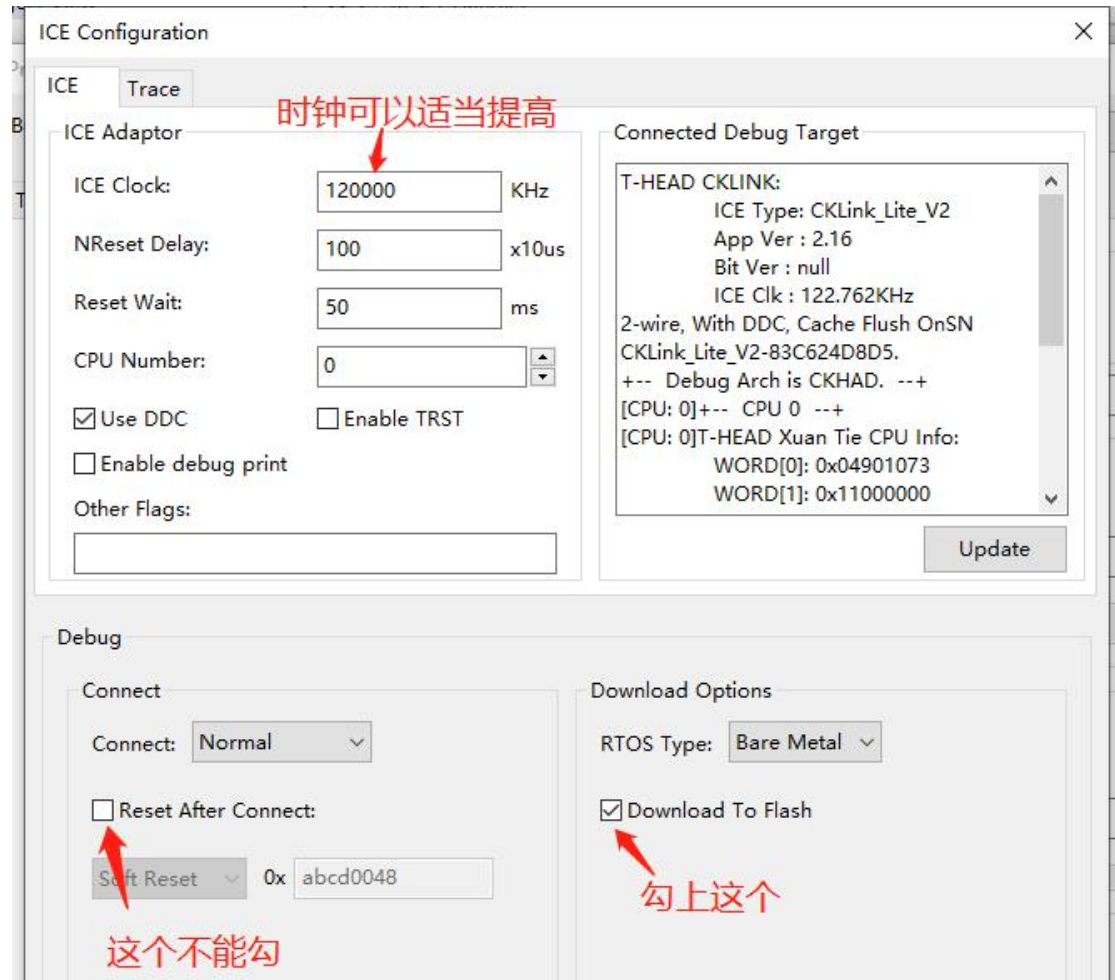 ICE Configuration
ICE
Trace
时钟可以适当提高
ICE Adaptor
ICE Clock:
120000
KHz
NReset Delay:
100
x10us
Reset Wait:
50
ms
CPU Number:
0
Use DDC
Enable TRST
Enable debug print
Other Flags:
Connected Debug Target
T-HEAD CKLINK:
ICE Type: CKLink_Lite_V2
App Ver : 2.16
Bit Ver : null
ICE Clk : 122.762KHz
2-wire, With DDC, Cache Flush OnSN
CKLink_Lite_V2-83C624D8D5.
+-- Debug Arch is CKHAD. --+
[CPU: 0]+-- CPU 0 --+
[CPU: 0]T-HEAD Xuan Tie CPU Info:
WORD[0]: 0x04901073
WORD[1]: 0x11000000
Update
Debug
Connect
Connect:
Normal
Reset After Connect:
Soft Reset
0x
abcd0048
这个不能勾
Download Options
RTOS Type:
Bare Metal
Download To Flash
勾上这个